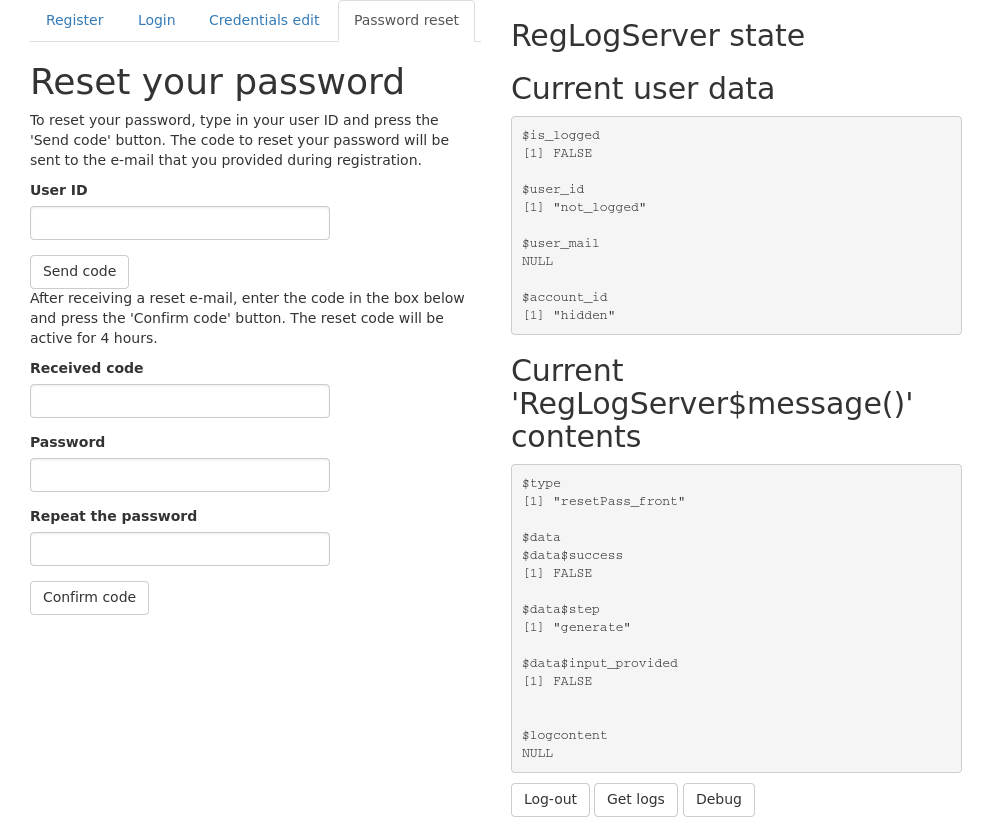 Register
Login
Credentials edit
Password reset
Reset your password
To reset your password, type in your user ID and press the
'Send code' button. The code to reset your password will be
sent to the e-mail that you provided during registration.
User ID
Send code
After receiving a reset e-mail, enter the code in the box below
and press the 'Confirm code' button. The reset code will be
active for 4 hours.
Received code
Password
Repeat the password
Confirm code
RegLogServer state
Current user data
$is_logged
[1] FALSE
$user_id
[1] "not_logged"
$user_mail
NULL
$account_id
[1] "hidden"
Current
'RegLogServer$message()'
contents
$type
[1] "resetPass_front"
$data
$data$success
[1] FALSE
$data$step
[1] "generate"
$data$input_provided
[1] FALSE
$logcontent
NULL
Log-out
Get logs
Debug